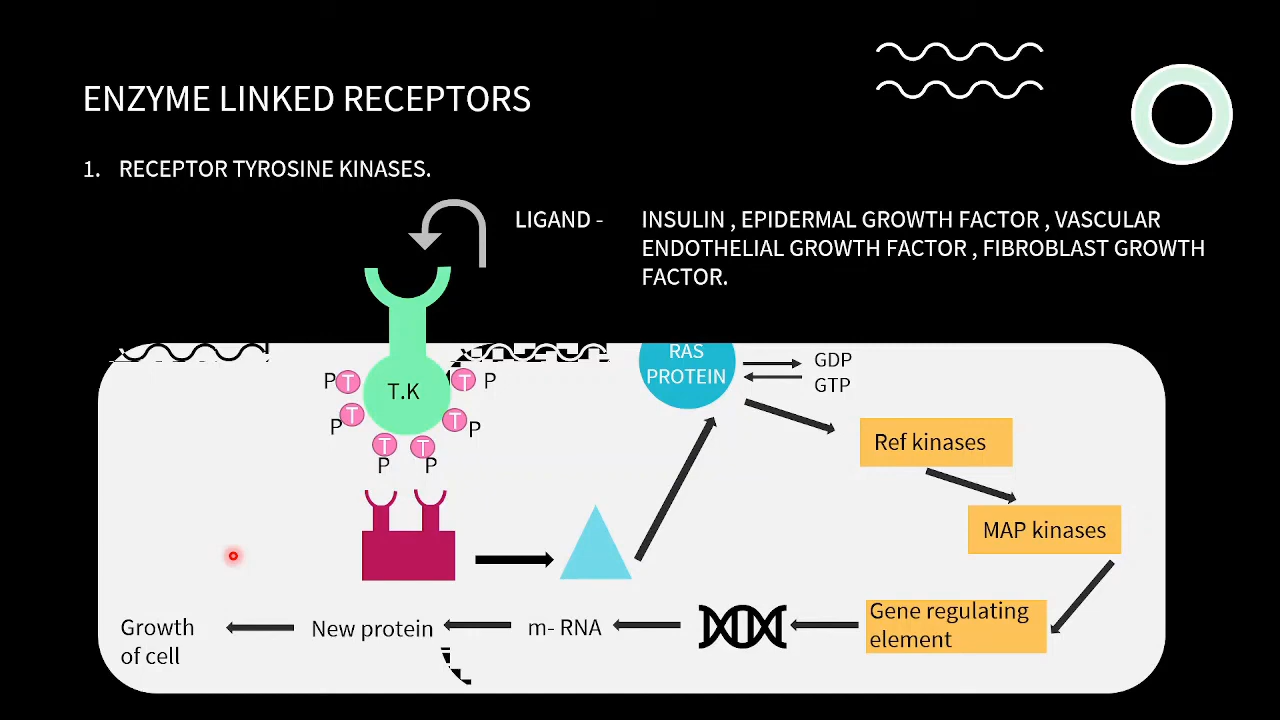 ENZYME LINKED RECEPTORS
1. RECEPTOR TYROSINE KINASES.
LIGAND -
INSULIN , EPIDERMAL GROWTH FACTOR , VASCULAR
ENDOTHELIAL GROWTH FACTOR , FIBROBLAST GROWTH
FACTOR.
RAS
PROTEIN
GDP
GTP
P T
T.K
T P
P T
T P
T
P
T
P
Ref kinases
MAP kinases
Gene regulating
element
m- RNA
New protein
Growth
of cell